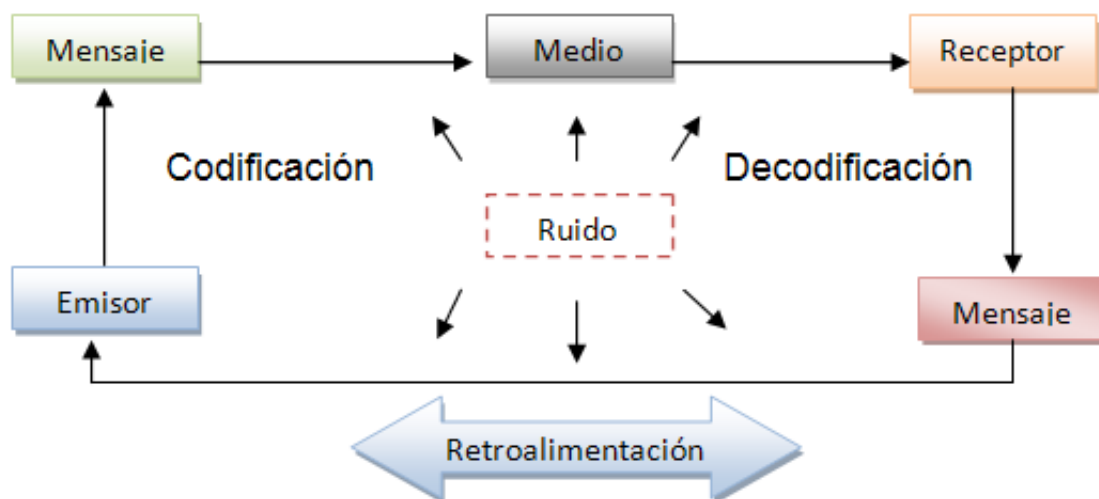 Mensaje
Medio
Receptor
Codificación
Decodificación
Ruido
Emisor
Mensaje
Retroalimentación